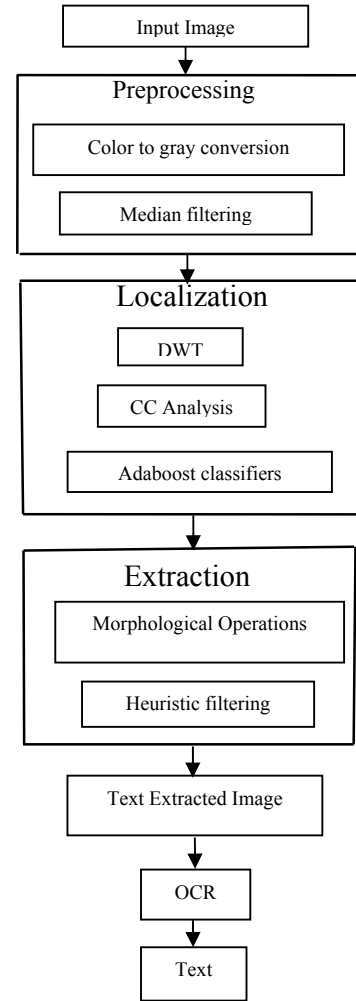 Input Image
Preprocessing
Color to gray conversion
Median filtering
Localization
DWT
CC Analysis
Adaboost classifiers
Extraction
Morphological Operations
Heuristic filtering
Text Extracted Image
OCR
Text